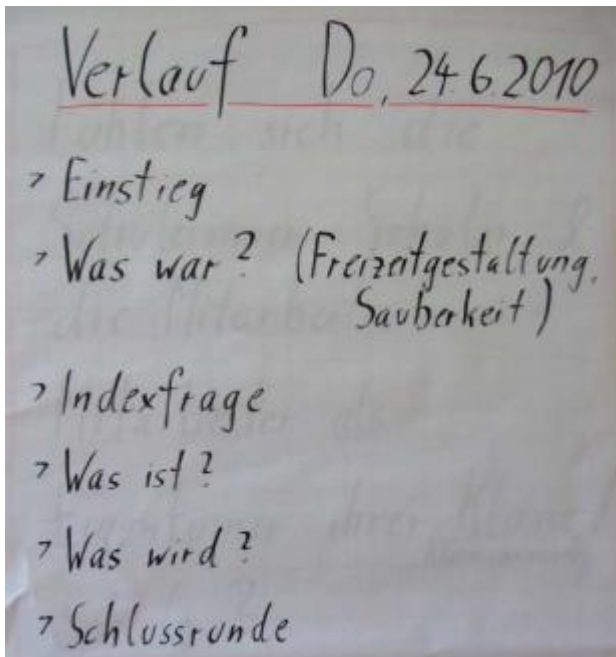 Verlauf Do, 24.6.2010
> Einstieg
> Was war? (Freizeitgestaltung,
Sauberkeit)
> Indexfrage
> Was ist?
> Was wird?
> Schlussrunde